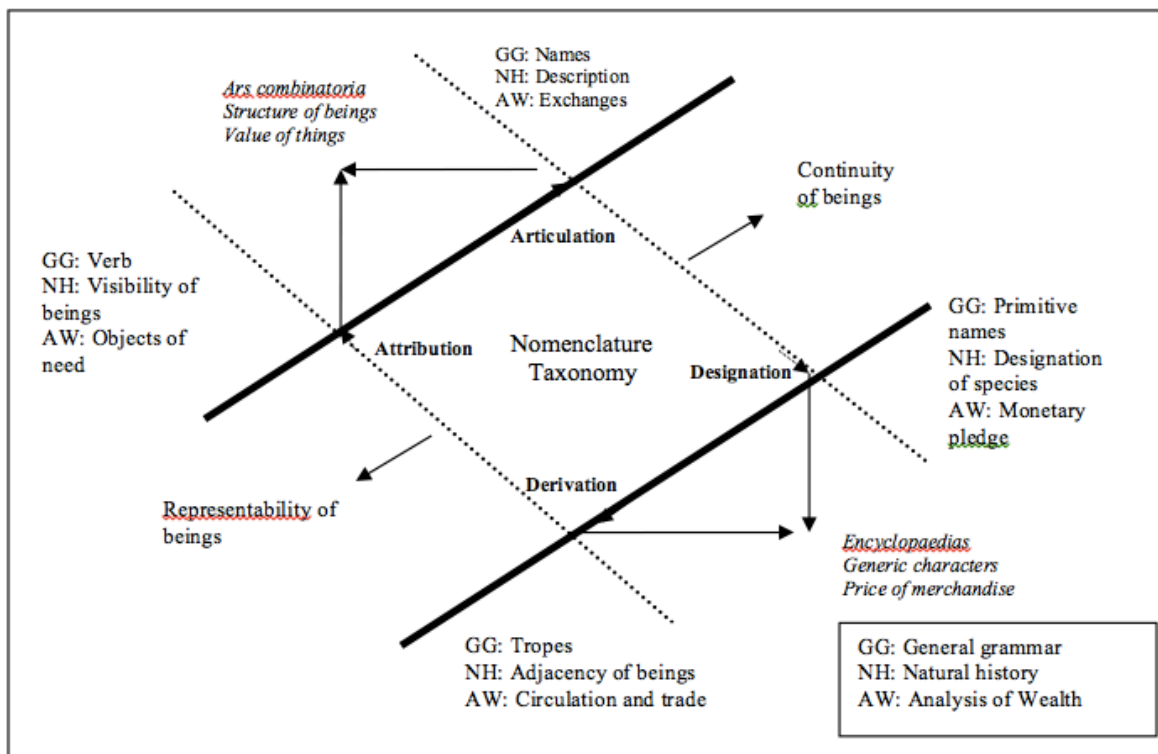 GG: Names
NH: Description
AW: Exchanges
Ars combinatoria
Structure of beings
Value of things
Continuity
of beings
Articulation
GG: Verb
NH: Visibility of
beings
AW: Objects of
need
Attribution
Nomenclature
Taxonomy
Designation
GG: Primitive
names
NH: Designation
of species
AW: Monetary
pledge
Derivation
Representability of
beings
Encyclopaedias
Generic characters
Price of merchandise
GG: Tropes
NH: Adjacency of beings
AW: Circulation and trade
GG: General grammar
NH: Natural history
AW: Analysis of Wealth